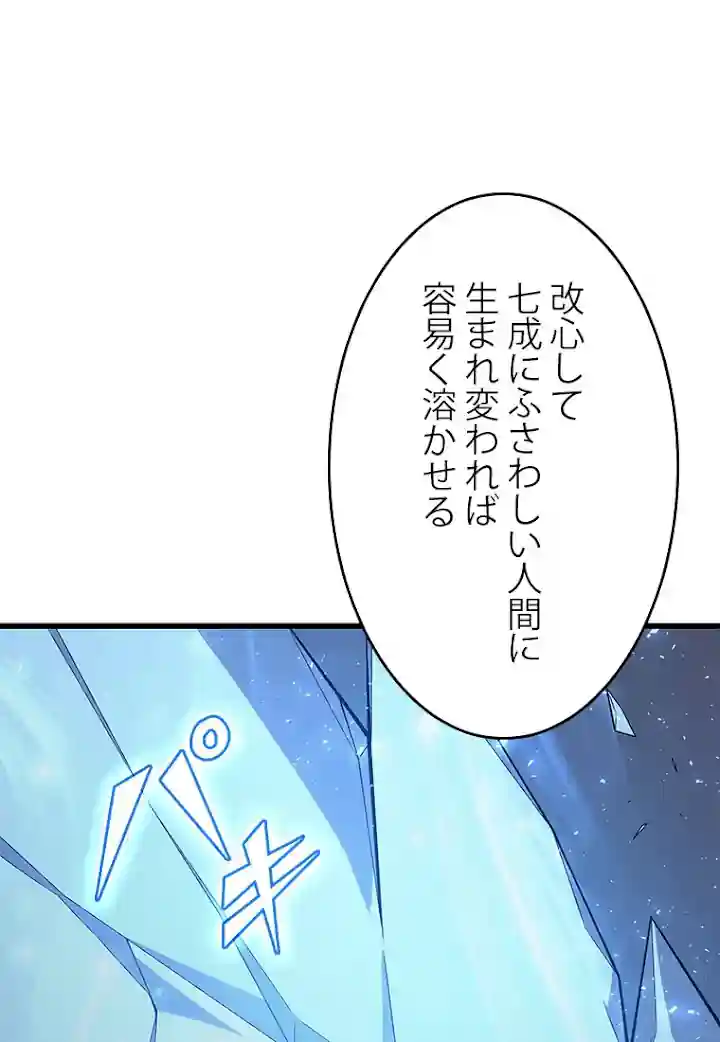 改心して
七成にふさわしい人間に
生まれ変われば
容易く溶かせる
パキ